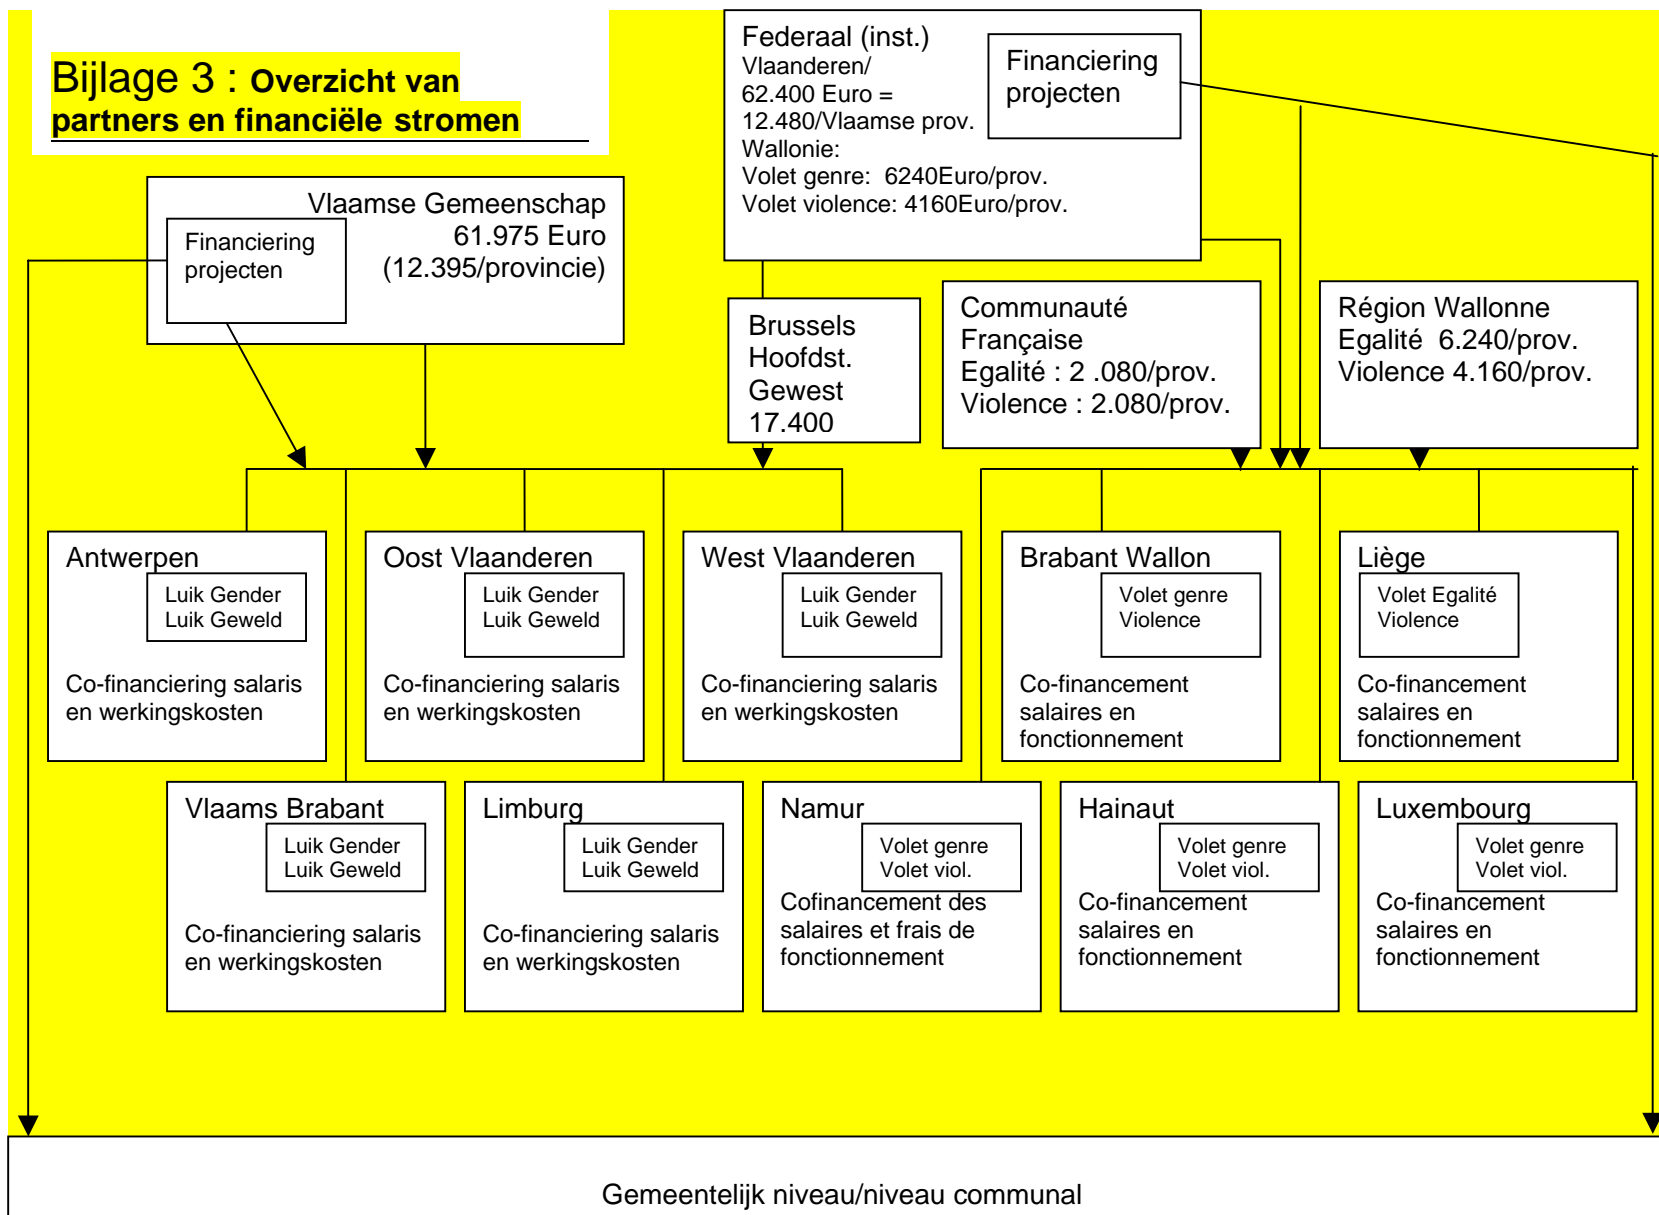 Bijlage 3 : Overzicht van
partners en financiële stromen
Federaal (inst.)
Vlaanderen/
62.400 Euro =
12.480/Vlaamse prov.
Wallonie:
Volet genre: 6240Euro/prov.
Volet violence: 4160Euro/prov.
Financiering
projecten
Vlaamse Gemeenschap
61.975 Euro
(12.395/provincie)
Financiering
projecten
Brussels
Hoofdst.
Gewest
17.400
Communauté
Française
Egalité : 2 .080/prov.
Violence : 2.080/prov.
Région Wallonne
Egalité 6.240/prov.
Violence 4.160/prov.
Antwerpen
Luik Gender
Luik Geweld
Co-financiering salaris
en werkingskosten
Oost Vlaanderen
Luik Gender
Luik Geweld
Co-financiering salaris
en werkingskosten
West Vlaanderen
Luik Gender
Luik Geweld
Co-financiering salaris
en werkingskosten
Brabant Wallon
Volet genre
Violence
Co-financement
salaires en
fonctionnement
Liège
Volet Egalité
Violence
Co-financement
salaires en
fonctionnement
Vlaams Brabant
Luik Gender
Luik Geweld
Co-financiering salaris
en werkingskosten
Limburg
Luik Gender
Luik Geweld
Co-financiering salaris
en werkingskosten
Namur
Volet genre
Volet viol.
Cofinancement des
salaires et frais de
fonctionnement
Hainaut
Volet genre
Volet viol.
Co-financement
salaires en
fonctionnement
Luxembourg
Volet genre
Volet viol.
Co-financement
salaires en
fonctionnement
Gemeentelijk niveau/niveau communal